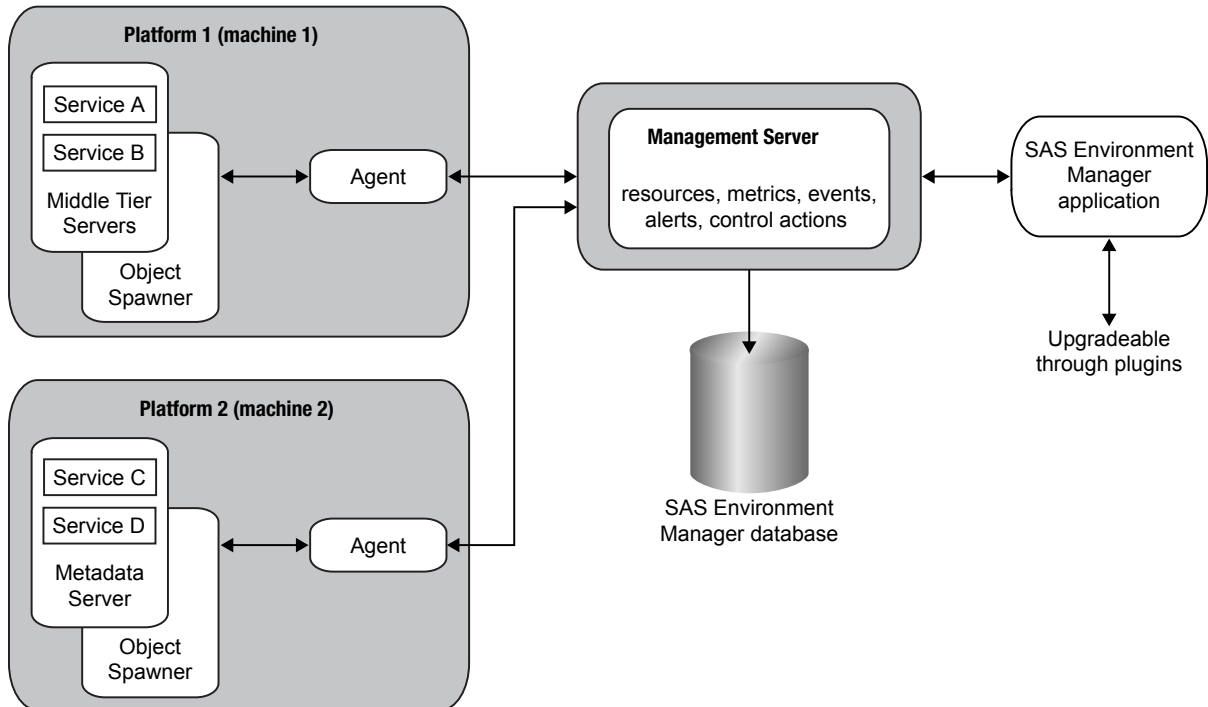 Platform 1 (machine 1)
Service A
Service B
Middle Tier
Servers
Object
Spawner
Agent
Platform 2 (machine 2)
Service C
Service D
Metadata
Server
Object
Spawner
Agent
Management Server
resources, metrics, events,
alerts, control actions
SAS Environment
Manager database
SAS Environment
Manager
application
Upgradeable
through plugins